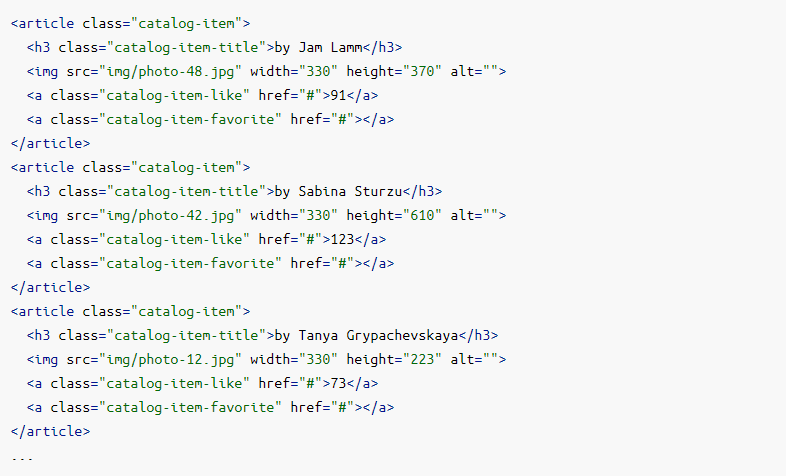 <article class="catalog-item">
  <h3 class="catalog-item-title">by Jam Lamm</h3>
  <img src="img/photo-48.jpg" width="330" height="370" alt="">
  <a class="catalog-item-like" href="#">91</a>
  <a class="catalog-item-favorite" href="#"></a>
</article>
<article class="catalog-item">
  <h3 class="catalog-item-title">by Sabina Sturzu</h3>
  <img src="img/photo-42.jpg" width="330" height="610" alt="">
  <a class="catalog-item-like" href="#">123</a>
  <a class="catalog-item-favorite" href="#"></a>
</article>
<article class="catalog-item">
  <h3 class="catalog-item-title">by Tanya Grypachevskaya</h3>
  <img src="img/photo-12.jpg" width="330" height="223" alt="">
  <a class="catalog-item-like" href="#">73</a>
  <a class="catalog-item-favorite" href="#"></a>
</article>
...